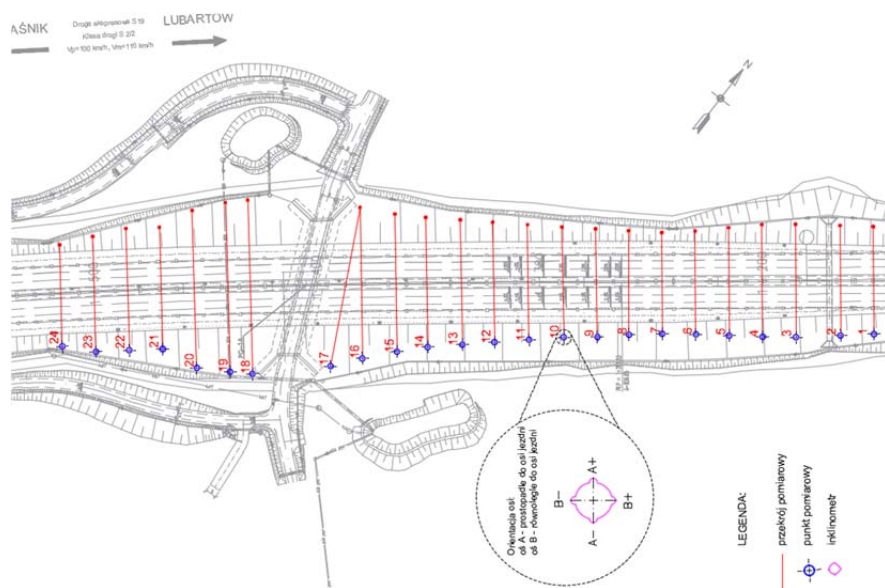 AŚNIK
Droga ekspresowa S19
Klasa drogi S 2/2
Vp=100 km/h, Vm=110 km/h
LUBARTÓW
N
24
23
22
21
20
19
18
17
16
15
14
13
12
11
10
9
8
7
6
5
4
3
2
1
Orientacja osi:
oś A - prostopadle do osi jezdni
oś B - równolegle do osi jezdni
A+
A−
B−
B+
LEGENDA:
przekrój pomiarowy
punkt pomiarowy
inklinometr